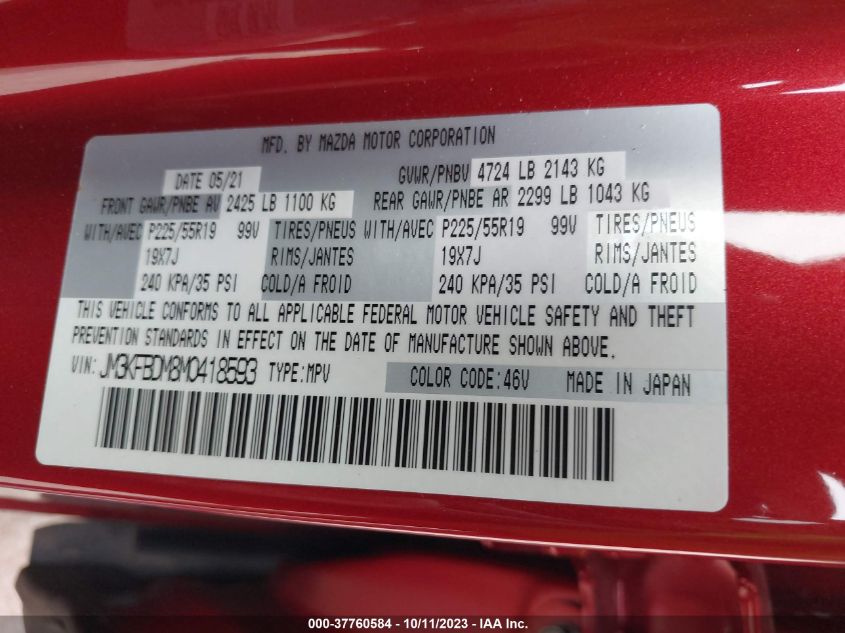 MFD. BY MAZDA MOTOR CORPORATION
DATE 05/21 GVWR/PNBV 4724 LB 2143 KG
FRONT GAWR/PNBE AV 2425 LB 1100 KG REAR GAWR/PNBE AR 2299 LB 1043 KG
WITH/AVEC P225/55R19 99V TIRES/PNEUS WITH/AVEC P225/55R19 99V TIRES/PNEUS
19X7J RIMS/JANTES 19X7J RIMS/JANTES
240 KPA/35 PSI COLD/A FROID 240 KPA/35 PSI COLD/A FROID
THIS VEHICLE CONFORMS TO ALL APPLICABLE FEDERAL MOTOR VEHICLE SAFETY AND THEFT
PREVENTION STANDARDS IN EFFECT ON THE DATE OF MANUFACTURE SHOWN ABOVE.
VIN: JM3KFBDM8M0418593 TYPE:MPV COLOR CODE:46V MADE IN JAPAN
000-37760584 - 10/11/2023 - IAA Inc.